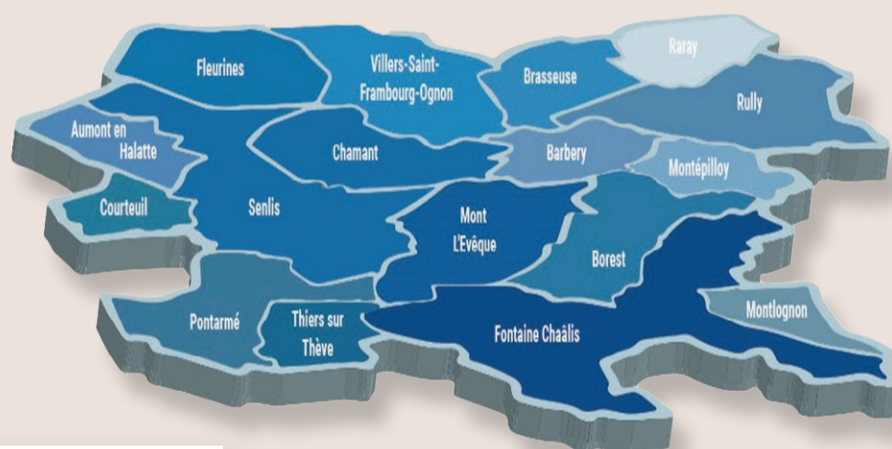 Fleurines
Villers-Saint-
Frambourg-Ognon
Brasseuse
Raray
Rully
Aumont en
Halatte
Chamant
Barbery
Montépilloy
Courteuil
Senlis
Mont
L'Evêque
Borest
Pontarmé
Thiers sur
Thève
Fontaine Chaâlis
Montlognon